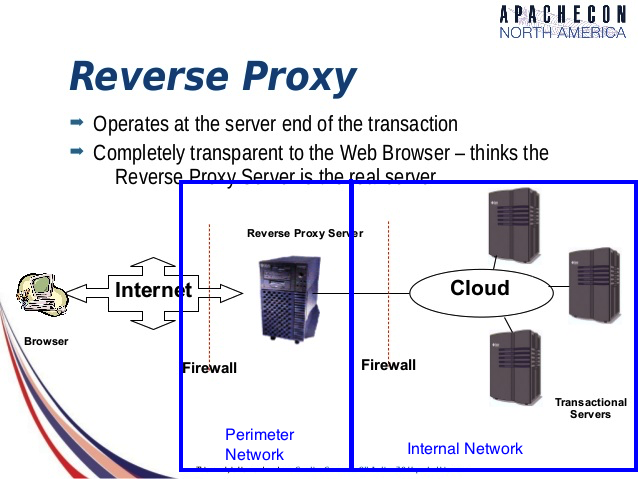 APACHECON
NORTH AMERICA
Reverse Proxy
➡ Operates at the server end of the transaction
➡ Completely transparent to the Web Browser – thinks the
Reverse Proxy Server is the real server
Reverse Proxy Server
Internet
Cloud
Browser
Firewall
Firewall
Transactional
Servers
Perimeter
Network
Internal Network